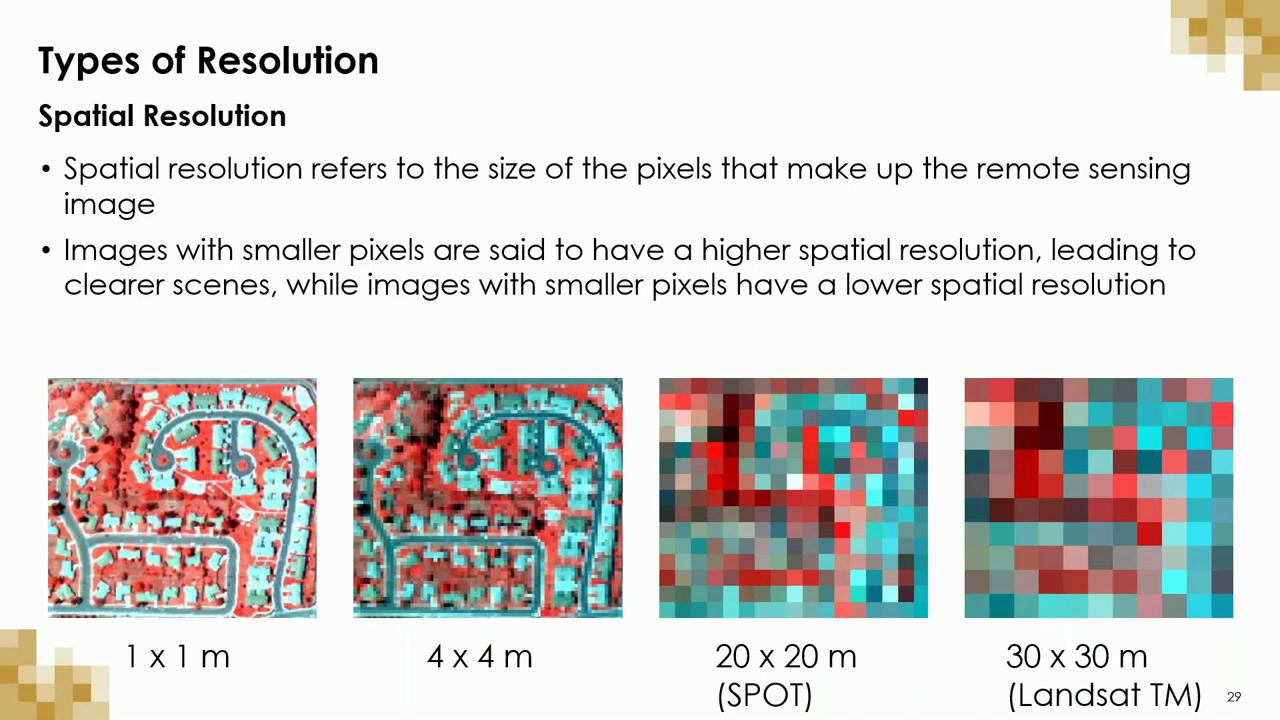 Types of Resolution
Spatial Resolution
• Spatial resolution refers to the size of the pixels that make up the remote sensing
image
• Images with smaller pixels are said to have a higher spatial resolution, leading to
clearer scenes, while images with smaller pixels have a lower spatial resolution
1 x 1 m
4 x 4 m
20 x 20 m
(SPOT)
30 x 30 m
(Landsat TM)
29